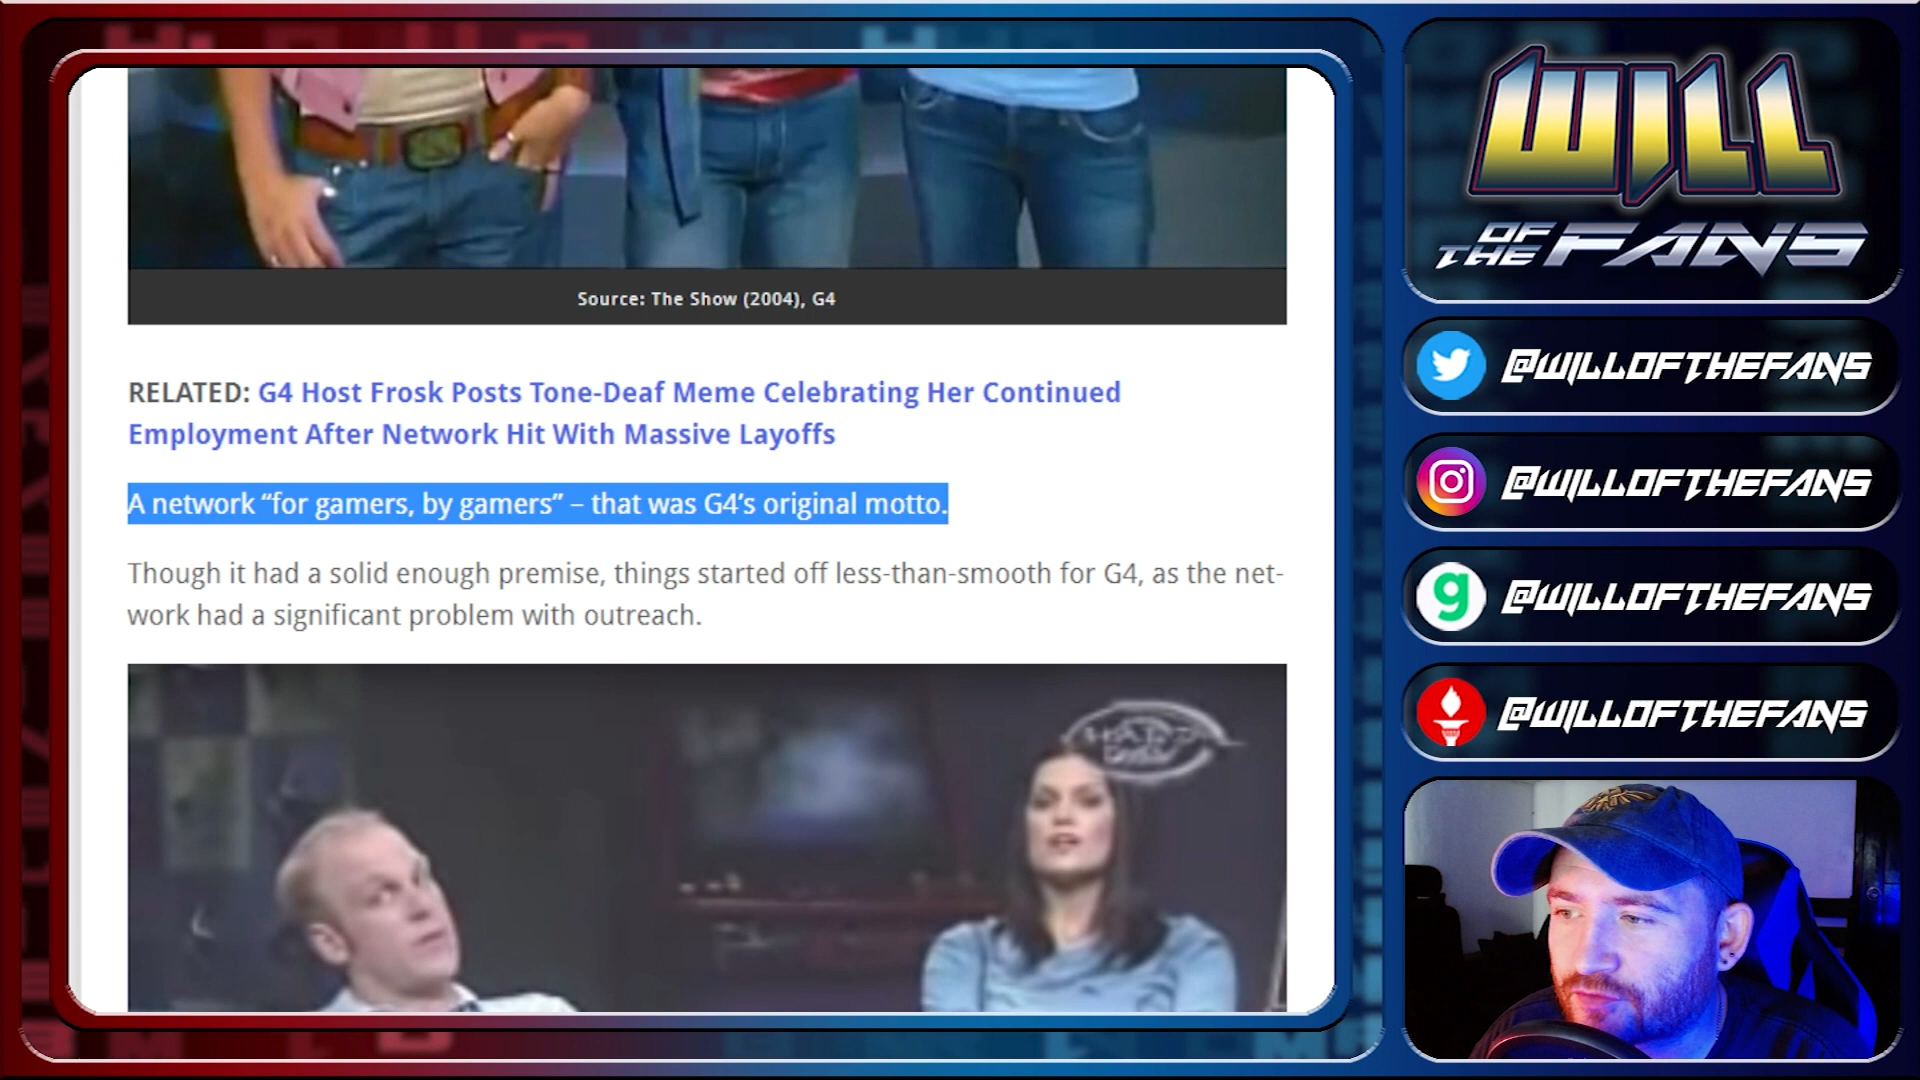 Source: The Show (2004), G4
RELATED: G4 Host Frosk Posts Tone-Deaf Meme Celebrating Her Continued
Employment After Network Hit With Massive Layoffs
A network “for gamers, by gamers” – that was G4’s original motto.
Though it had a solid enough premise, things started off less-than-smooth for G4, as the net-
work had a significant problem with outreach.
WILL
OF THE FANS
@WILLOFTHEFANS
@WILLOFTHEFANS
g
@WILLOFTHEFANS
@WILLOFTHEFANS